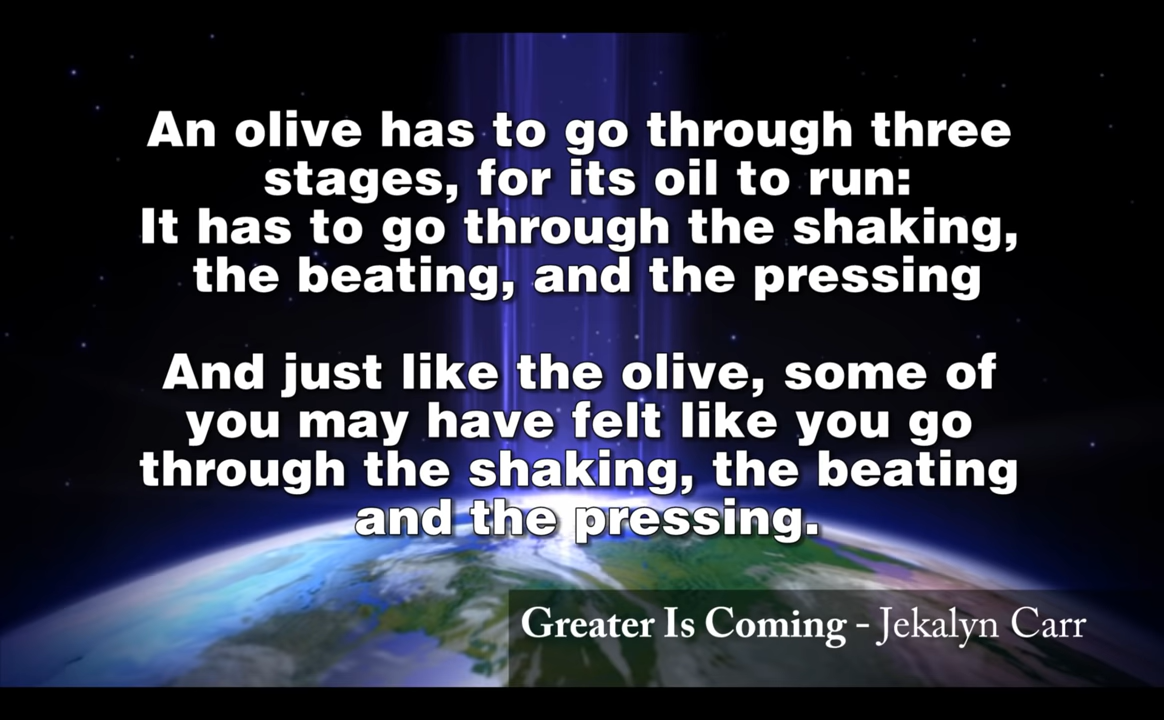 An olive has to go through three
stages, for its oil to run:
It has to go through the shaking,
the beating, and the pressing
And just like the olive, some of
you may have felt like you go
through the shaking, the beating
and the pressing.
Greater Is Coming - Jekalyn Carr